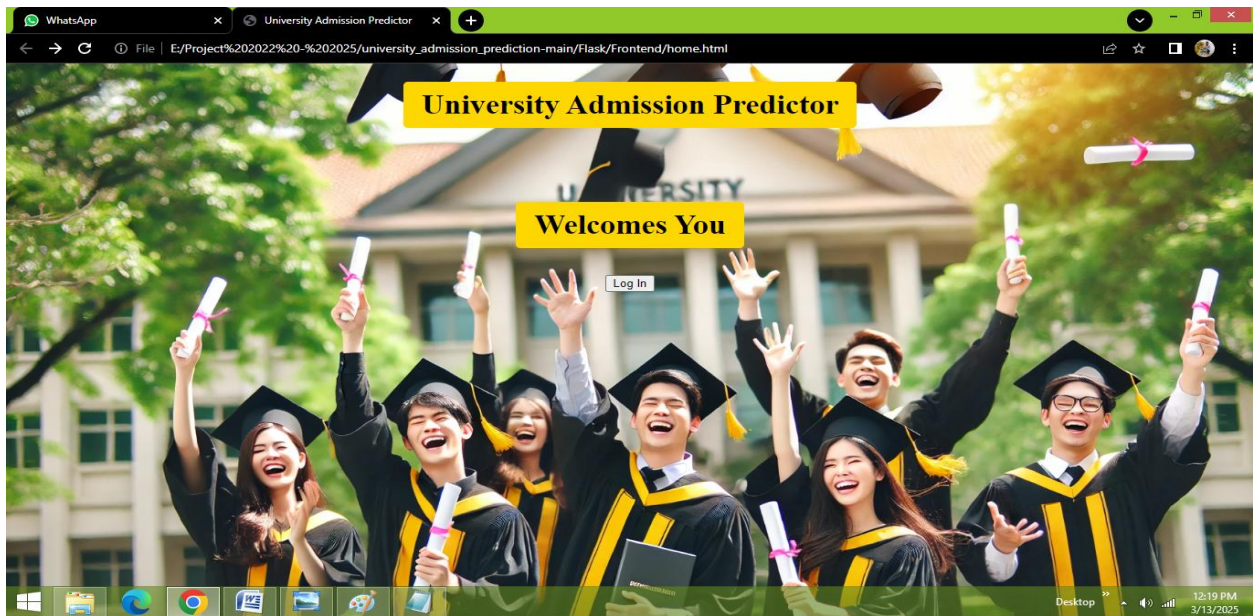 WhatsApp
University Admission Predictor
File | E:/Project%202022%20-%202025/university_admission_prediction-main/Flask/Frontend/home.html
University Admission Predictor
Welcomes You
Log In
Desktop
12:19 PM
3/13/2025